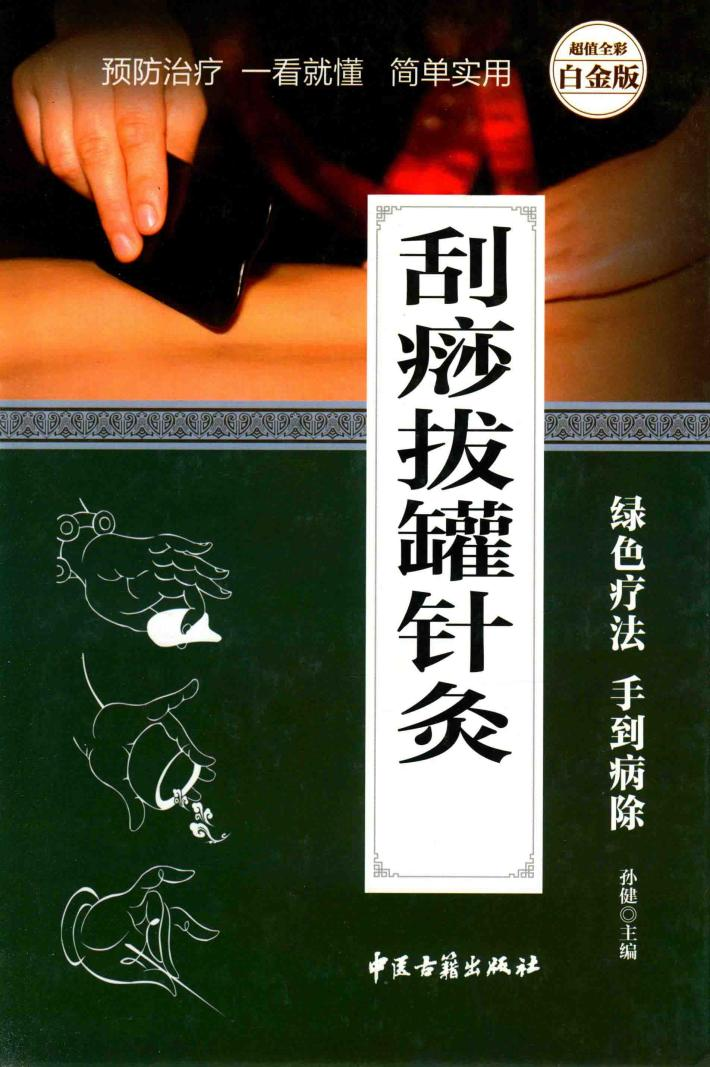 预防治疗 一看就懂 简单实用
超值全彩
白金版
刮痧拔罐针灸
绿色疗法 手到病除
孙健◎主编
中医古籍出版社